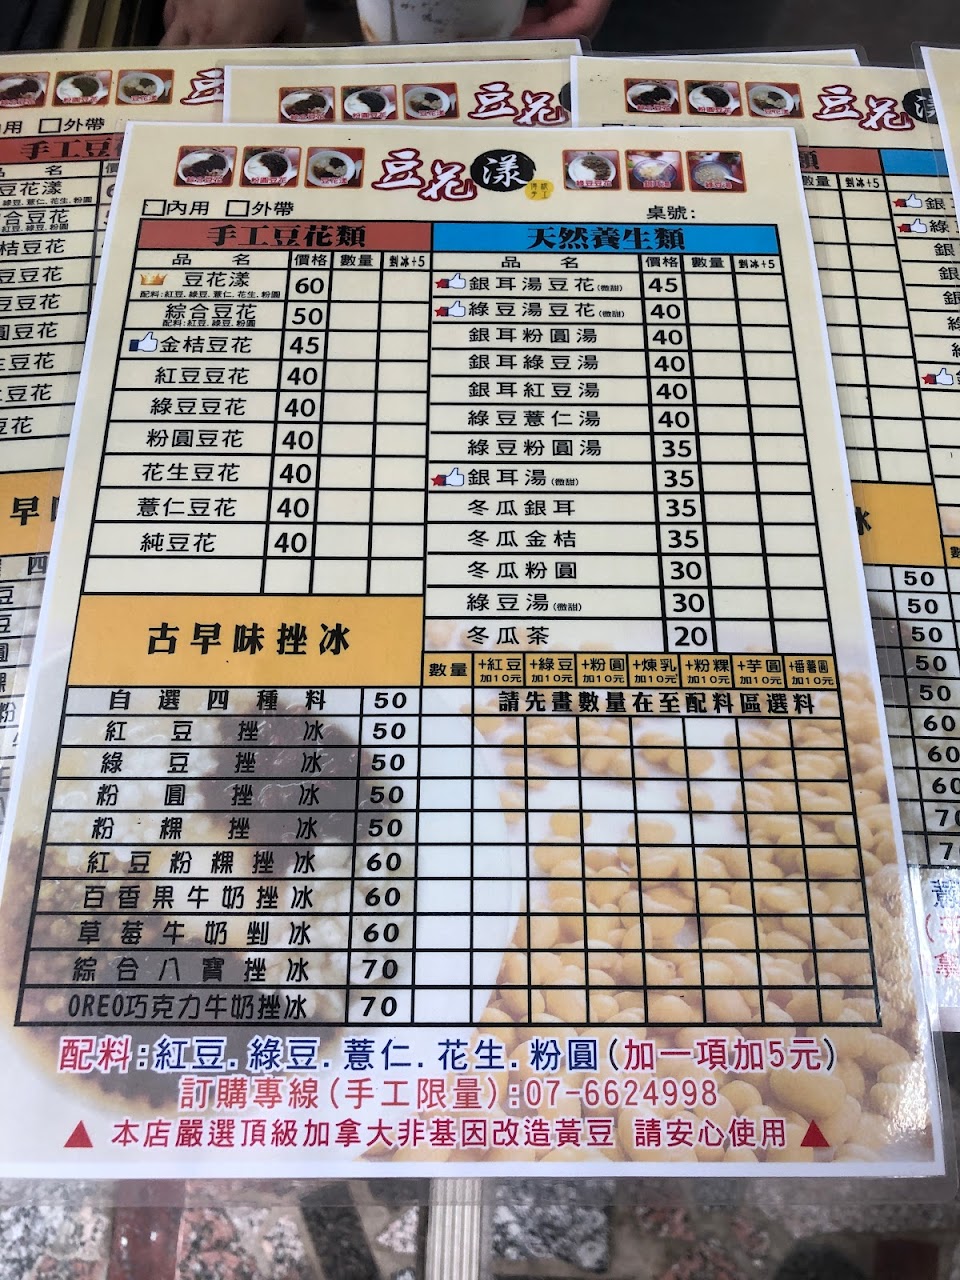 豆花漾
□內用 □外帶
桌號:
手工豆花類
品名 價格 數量 剉冰+5
豆花漾 60
配料:紅豆.綠豆.薏仁.花生.粉圓
綜合豆花 50
配料:紅豆.綠豆.粉圓
金桔豆花 45
紅豆豆花 40
綠豆豆花 40
粉圓豆花 40
花生豆花 40
薏仁豆花 40
純豆花 40
天然養生類
品名 價格 數量 剉冰+5
銀耳湯豆花(微甜) 45
綠豆湯豆花(微甜) 40
銀耳粉圓湯 40
銀耳綠豆湯 40
銀耳紅豆湯 40
綠豆薏仁湯 40
綠豆粉圓湯 35
銀耳湯(微甜) 35
冬瓜銀耳 35
冬瓜金桔 35
冬瓜粉圓 30
綠豆湯(微甜) 30
冬瓜茶 20
古早味挫冰
數量 +紅豆加10元 +綠豆加10元 +粉圓加10元 +煉乳加10元 +粉粿加10元 +芋圓加10元 +番薯圓加10元
自選四種料 50 請先畫數量在至配料區選料
紅豆挫冰 50
綠豆挫冰 50
粉圓挫冰 50
粉粿挫冰 50
紅豆粉粿挫冰 60
百香果牛奶挫冰 60
草莓牛奶剉冰 60
綜合八寶挫冰 70
OREO巧克力牛奶挫冰 70
配料:紅豆.綠豆.薏仁.花生.粉圓(加一項加5元)
訂購專線(手工限量):07-6624998
▲ 本店嚴選頂級加拿大非基因改造黃豆 請安心使用 ▲